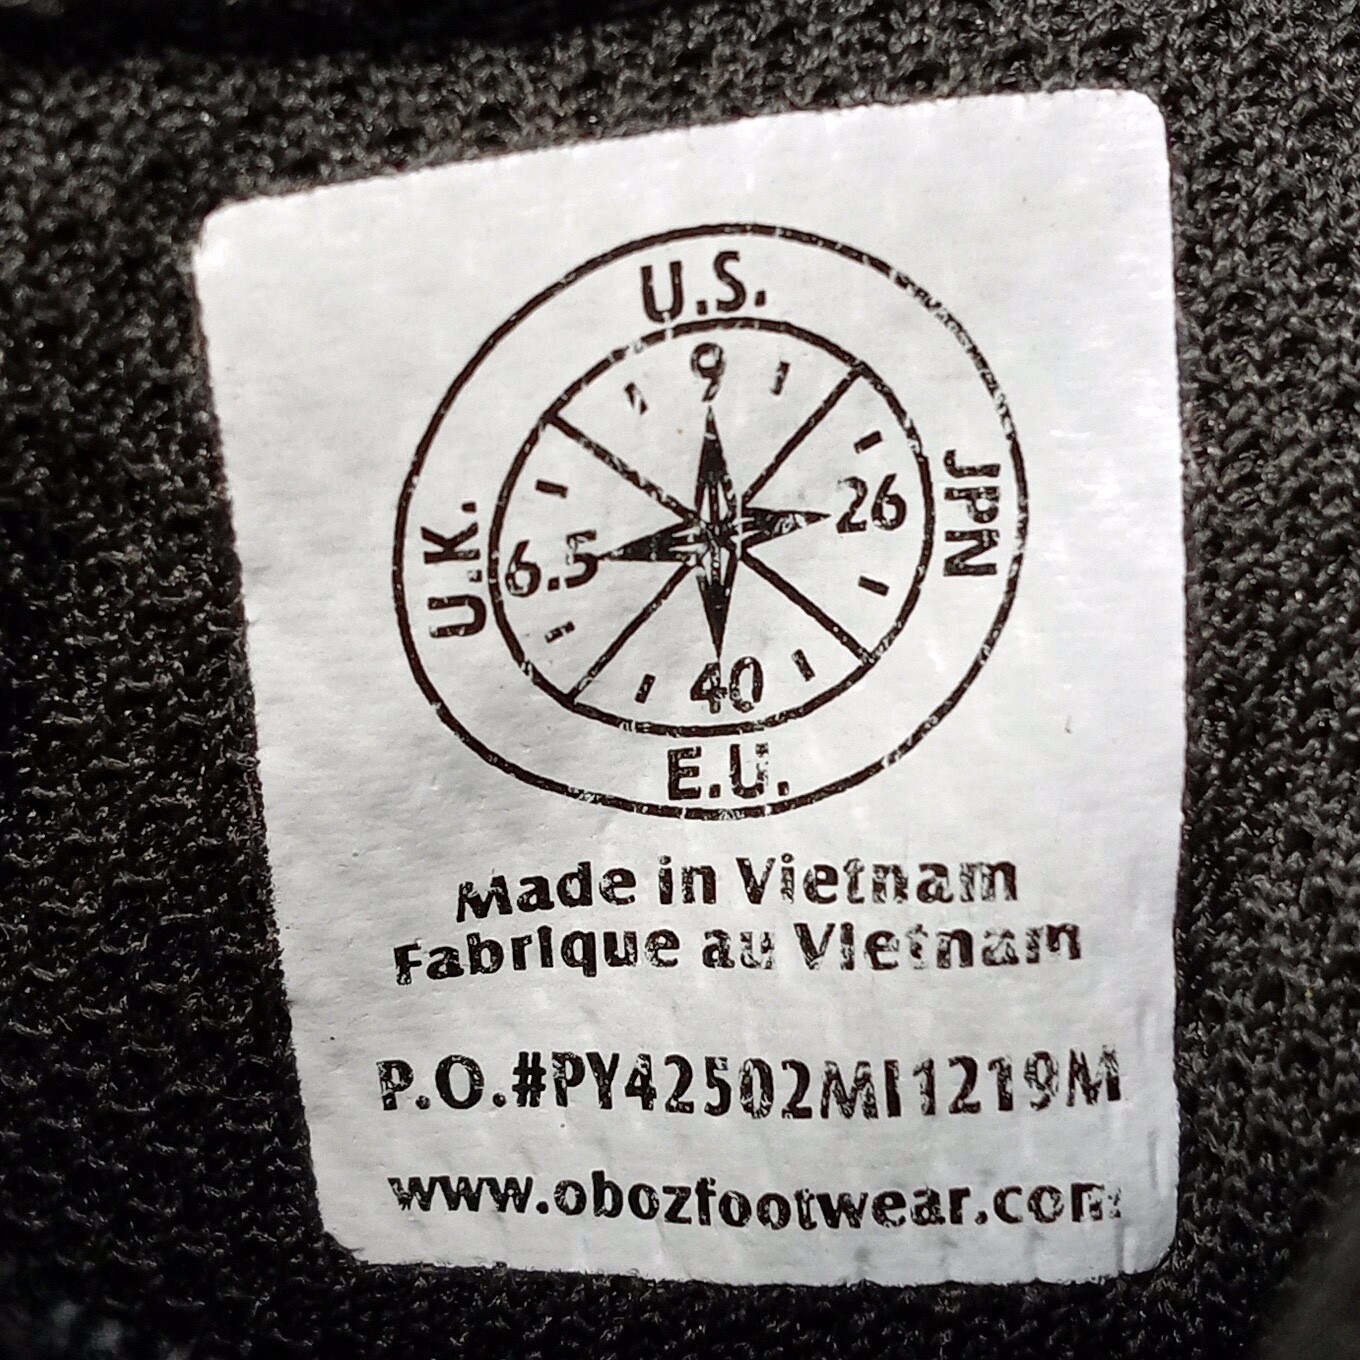 U.S.
9
U.K.
6.5
26
JPN
40
E.U.
Made in Vietnam
Fabrique au Vietnam
P.O.#PY42502MI1219M
www.obozfootwear.com